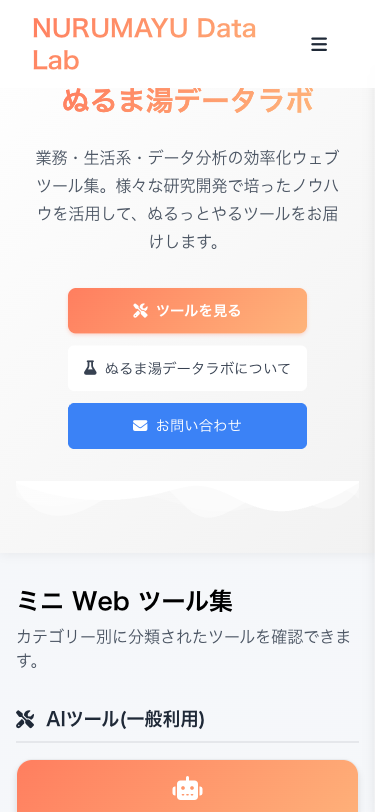 NURUMAYU Data
Lab
ぬるま湯データラボ
業務・生活系・データ分析の効率化ウェブ
ツール集。様々な研究開発で培ったノウハ
ウを活用して、ぬるっとやるツールをお届
けします。
ツールを見る
ぬるま湯データラボについて
お問い合わせ
ミニ Web ツール集
カテゴリー別に分類されたツールを確認できま
す。
AIツール(一般利用)